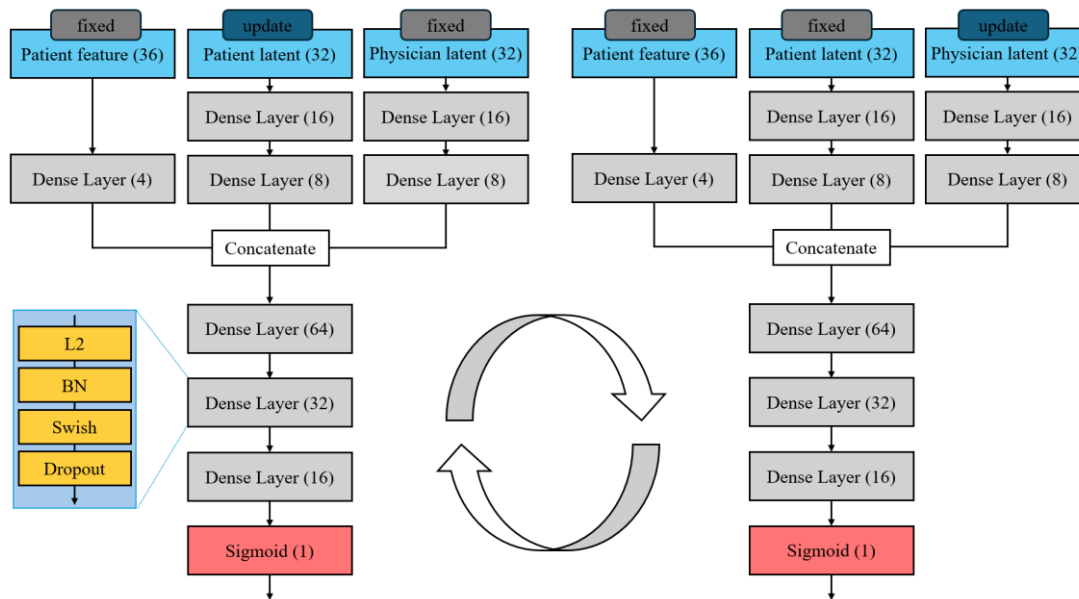 fixed
update
fixed
Patient feature (36)
Patient latent (32)
Physician latent (32)
Dense Layer (16)
Dense Layer (16)
Dense Layer (4)
Dense Layer (8)
Dense Layer (8)
Concatenate
Dense Layer (64)
Dense Layer (32)
Dense Layer (16)
Sigmoid (1)
L2
BN
Swish
Dropout
fixed
fixed
update
Patient feature (36)
Patient latent (32)
Physician latent (32)
Dense Layer (16)
Dense Layer (16)
Dense Layer (4)
Dense Layer (8)
Dense Layer (8)
Concatenate
Dense Layer (64)
Dense Layer (32)
Dense Layer (16)
Sigmoid (1)